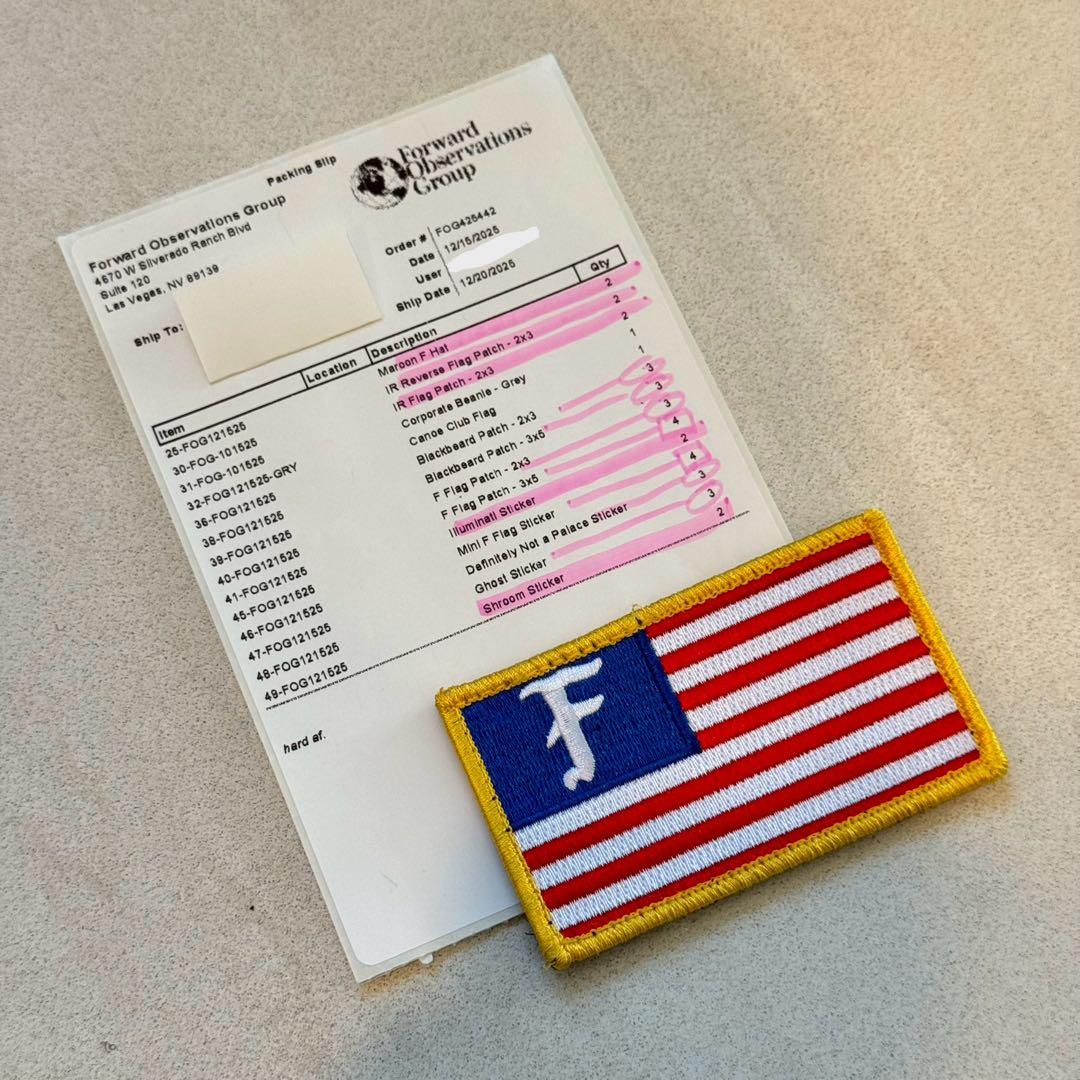 Packing Slip
Forward
Observations
Group
Forward Observations Group
4670 W Silverado Ranch Blvd
Suite 120
Las Vegas, NV 89139
Order # FOG425442
Date 12/15/2025
User
Ship Date 12/20/2025
Ship To:
Item Location Description Qty
25-FOG121525 Maroon F Hat 2
30-FOG-101525 IR Reverse Flag Patch - 2x3 2
31-FOG-101525 IR Flag Patch - 2x3 2
32-FOG121525-GRY Corporate Beanie - Grey 1
36-FOG121525 Canoe Club Flag 1
38-FOG121525 Blackbeard Patch - 2x3 3
39-FOG121525 Blackbeard Patch - 3x5 3
40-FOG121525 F Flag Patch - 2x3 3
41-FOG121525 F Flag Patch - 3x5 4
45-FOG121525 Illuminati Sticker 2
46-FOG121525 Mini F Flag Sticker 4
47-FOG121525 Definitely Not a Palace Sticker 3
48-FOG121525 Ghost Sticker 3
49-FOG121525 Shroom Sticker 2
hard af.
F